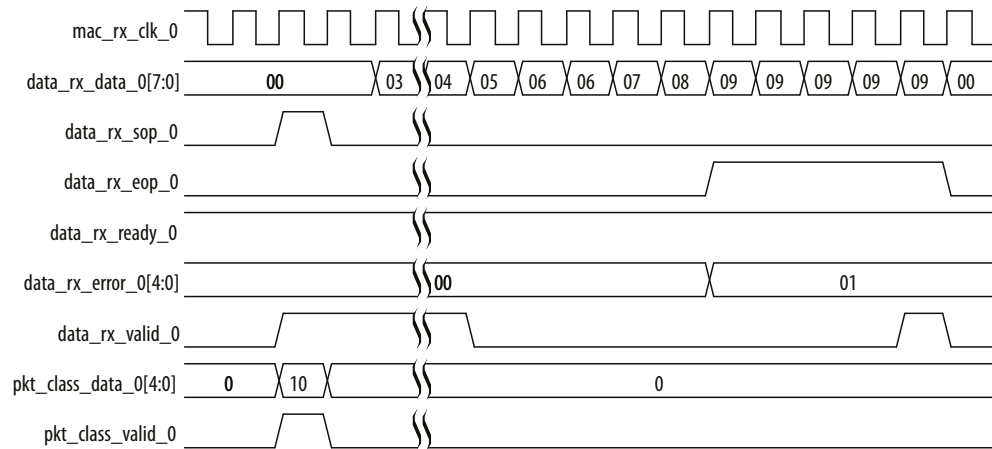 mac_rx_clk_0
data_rx_data_0[7:0] 00 03 04 05 06 06 07 08 09 09 09 09 09 00
data_rx_sop_0
data_rx_eop_0
data_rx_ready_0
data_rx_error_0[4:0] 00 01
data_rx_valid_0
pkt_class_data_0[4:0] 0 10 0
pkt_class_valid_0